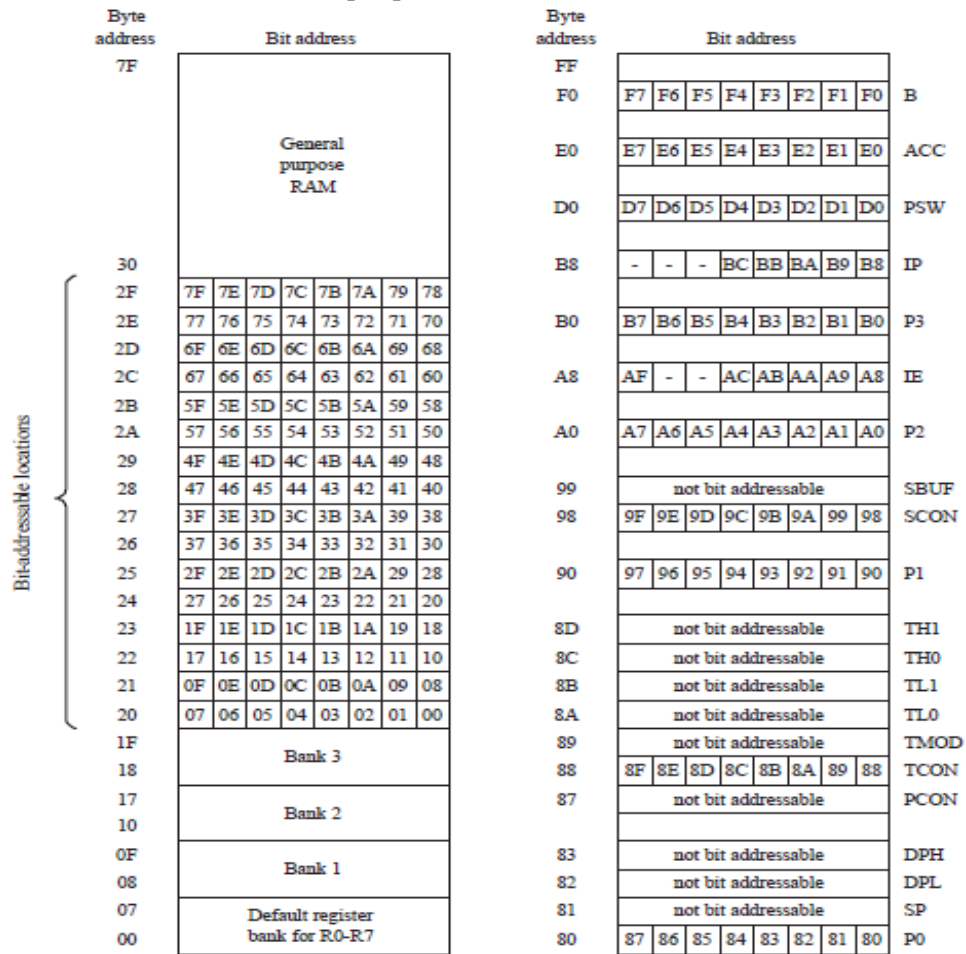 Byte address Bit address
7F
General purpose RAM
30
2F 7F 7E 7D 7C 7B 7A 79 78
2E 77 76 75 74 73 72 71 70
2D 6F 6E 6D 6C 6B 6A 69 68
2C 67 66 65 64 63 62 61 60
2B 5F 5E 5D 5C 5B 5A 59 58
2A 57 56 55 54 53 52 51 50
29 4F 4E 4D 4C 4B 4A 49 48
28 47 46 45 44 43 42 41 40
27 3F 3E 3D 3C 3B 3A 39 38
26 37 36 35 34 33 32 31 30
25 2F 2E 2D 2C 2B 2A 29 28
24 27 26 25 24 23 22 21 20
23 1F 1E 1D 1C 1B 1A 19 18
22 17 16 15 14 13 12 11 10
21 0F 0E 0D 0C 0B 0A 09 08
20 07 06 05 04 03 02 01 00
Bit-addressable locations
1F
Bank 3
18
17
Bank 2
10
0F
Bank 1
08
07
Default register bank for R0-R7
00
Byte address Bit address
FF
F0 F7 F6 F5 F4 F3 F2 F1 F0 B
E0 E7 E6 E5 E4 E3 E2 E1 E0 ACC
D0 D7 D6 D5 D4 D3 D2 D1 D0 PSW
B8 - - - BC BB BA B9 B8 IP
B0 B7 B6 B5 B4 B3 B2 B1 B0 P3
A8 AF - - AC AB AA A9 A8 IE
A0 A7 A6 A5 A4 A3 A2 A1 A0 P2
99 not bit addressable SBUF
98 9F 9E 9D 9C 9B 9A 99 98 SCON
90 97 96 95 94 93 92 91 90 P1
8D not bit addressable TH1
8C not bit addressable TH0
8B not bit addressable TL1
8A not bit addressable TL0
89 not bit addressable TMOD
88 8F 8E 8D 8C 8B 8A 89 88 TCON
87 not bit addressable PCON
83 not bit addressable DPH
82 not bit addressable DPL
81 not bit addressable SP
80 87 86 85 84 83 82 81 80 P0